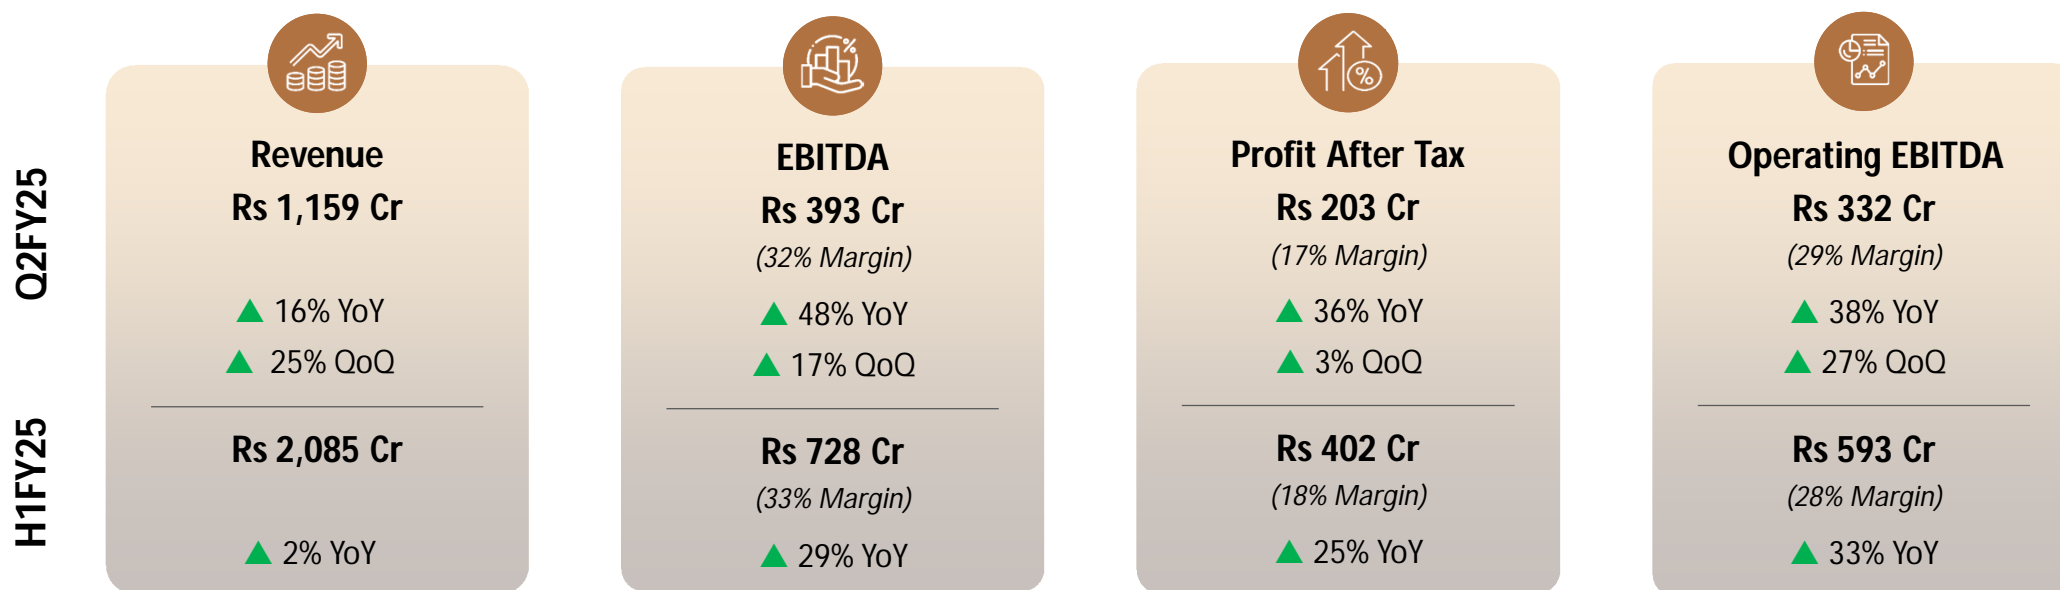 Q2FY25
Revenue
Rs 1,159 Cr
16% YoY
25% QoQ
EBITDA
Rs 393 Cr
(32% Margin)
48% YoY
17% QoQ
Profit After Tax
Rs 203 Cr
(17% Margin)
36% YoY
3% QoQ
Operating EBITDA
Rs 332 Cr
(29% Margin)
38% YoY
27% QoQ
H1FY25
Rs 2,085 Cr
2% YoY
Rs 728 Cr
(33% Margin)
29% YoY
Rs 402 Cr
(18% Margin)
25% YoY
Rs 593 Cr
(28% Margin)
33% YoY